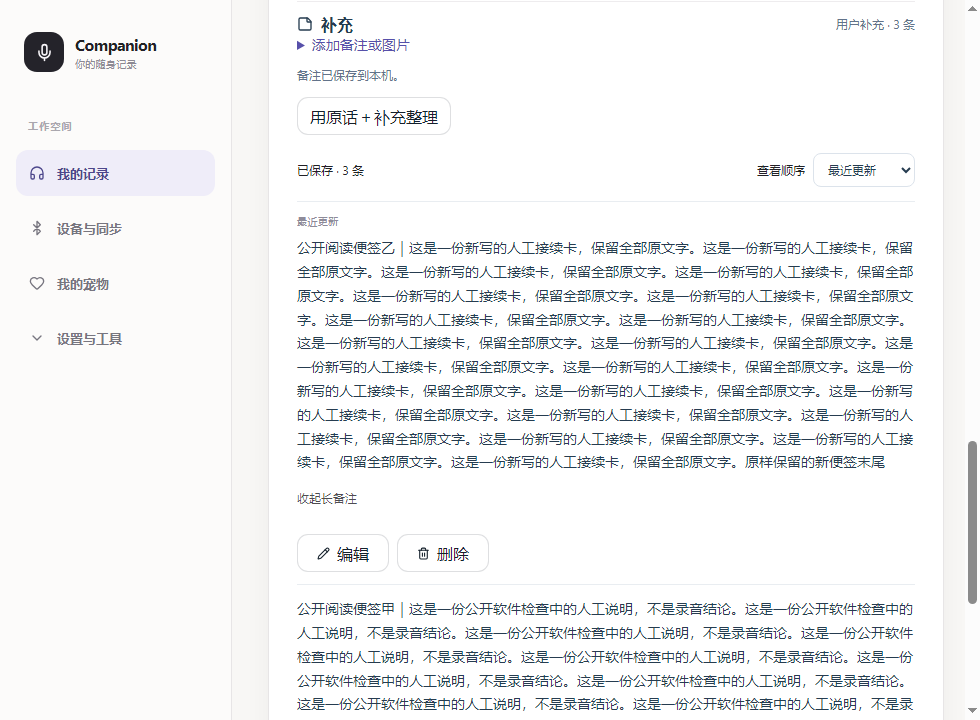 Companion
你的随身记录
工作空间
我的记录
设备与同步
我的宠物
设置与工具
补充
用户补充 · 3 条
添加备注或图片
备注已保存到本机。
用原话 + 补充整理
已保存 · 3 条
查看顺序
最近更新
最近更新
公开阅读便签乙｜这是一份新写的人工接续卡，保留全部原文字。这是一份新写的人工接续卡，保留
全部原文字。这是一份新写的人工接续卡，保留全部原文字。这是一份新写的人工接续卡，保留全部
原文字。这是一份新写的人工接续卡，保留全部原文字。这是一份新写的人工接续卡，保留全部原文
字。这是一份新写的人工接续卡，保留全部原文字。这是一份新写的人工接续卡，保留全部原文字。
这是一份新写的人工接续卡，保留全部原文字。这是一份新写的人工接续卡，保留全部原文字。这是
一份新写的人工接续卡，保留全部原文字。这是一份新写的人工接续卡，保留全部原文字。这是一份
新写的人工接续卡，保留全部原文字。这是一份新写的人工接续卡，保留全部原文字。这是一份新写
的人工接续卡，保留全部原文字。这是一份新写的人工接续卡，保留全部原文字。这是一份新写的人
工接续卡，保留全部原文字。这是一份新写的人工接续卡，保留全部原文字。这是一份新写的人工接
续卡，保留全部原文字。这是一份新写的人工接续卡，保留全部原文字。原样保留的新便签末尾
收起长备注
编辑
删除
公开阅读便签甲｜这是一份公开软件检查中的人工说明，不是录音结论。这是一份公开软件检查中的
人工说明，不是录音结论。这是一份公开软件检查中的人工说明，不是录音结论。这是一份公开软件
检查中的人工说明，不是录音结论。这是一份公开软件检查中的人工说明，不是录音结论。这是一份
公开软件检查中的人工说明，不是录音结论。这是一份公开软件检查中的人工说明，不是录音结论。
这是一份公开软件检查中的人工说明，不是录音结论。这是一份公开软件检查中的人工说明，不是录